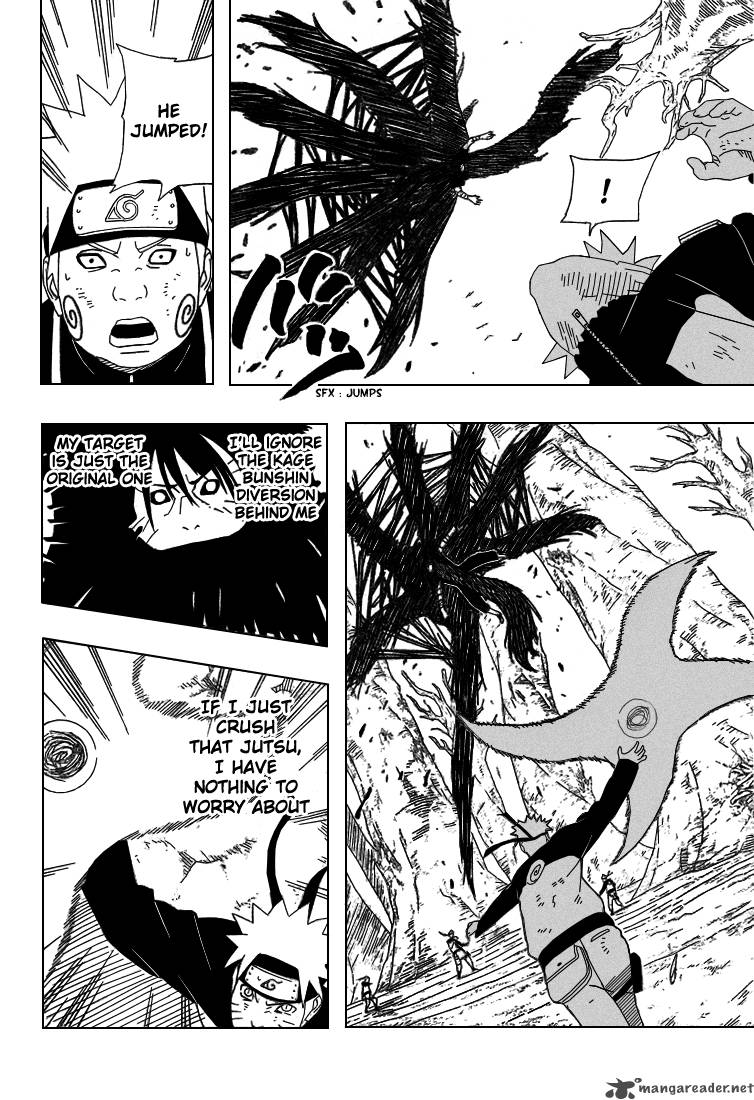 !
SFX : JUMPS
HE
JUMPED!
I'LL IGNORE
THE KAGE
BUNSHIN
DIVERSION
BEHIND ME
MY TARGET
IS JUST THE
ORIGINAL ONE
IF I JUST
CRUSH
THAT JUTSU,
I HAVE
NOTHING TO
WORRY ABOUT
mangareader.net